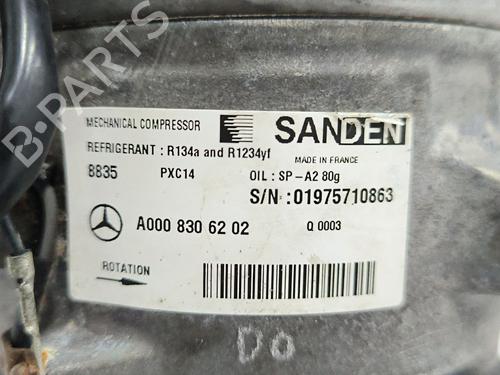 B-PARTS
MECHANICAL COMPRESSOR SANDEN
REFRIGERANT : R134a and R1234yf MADE IN FRANCE
8835 PXC14 OIL : SP-A2 80g
S/N :01975710863
A000 830 62 02 Q 0003
ROTATION
DO